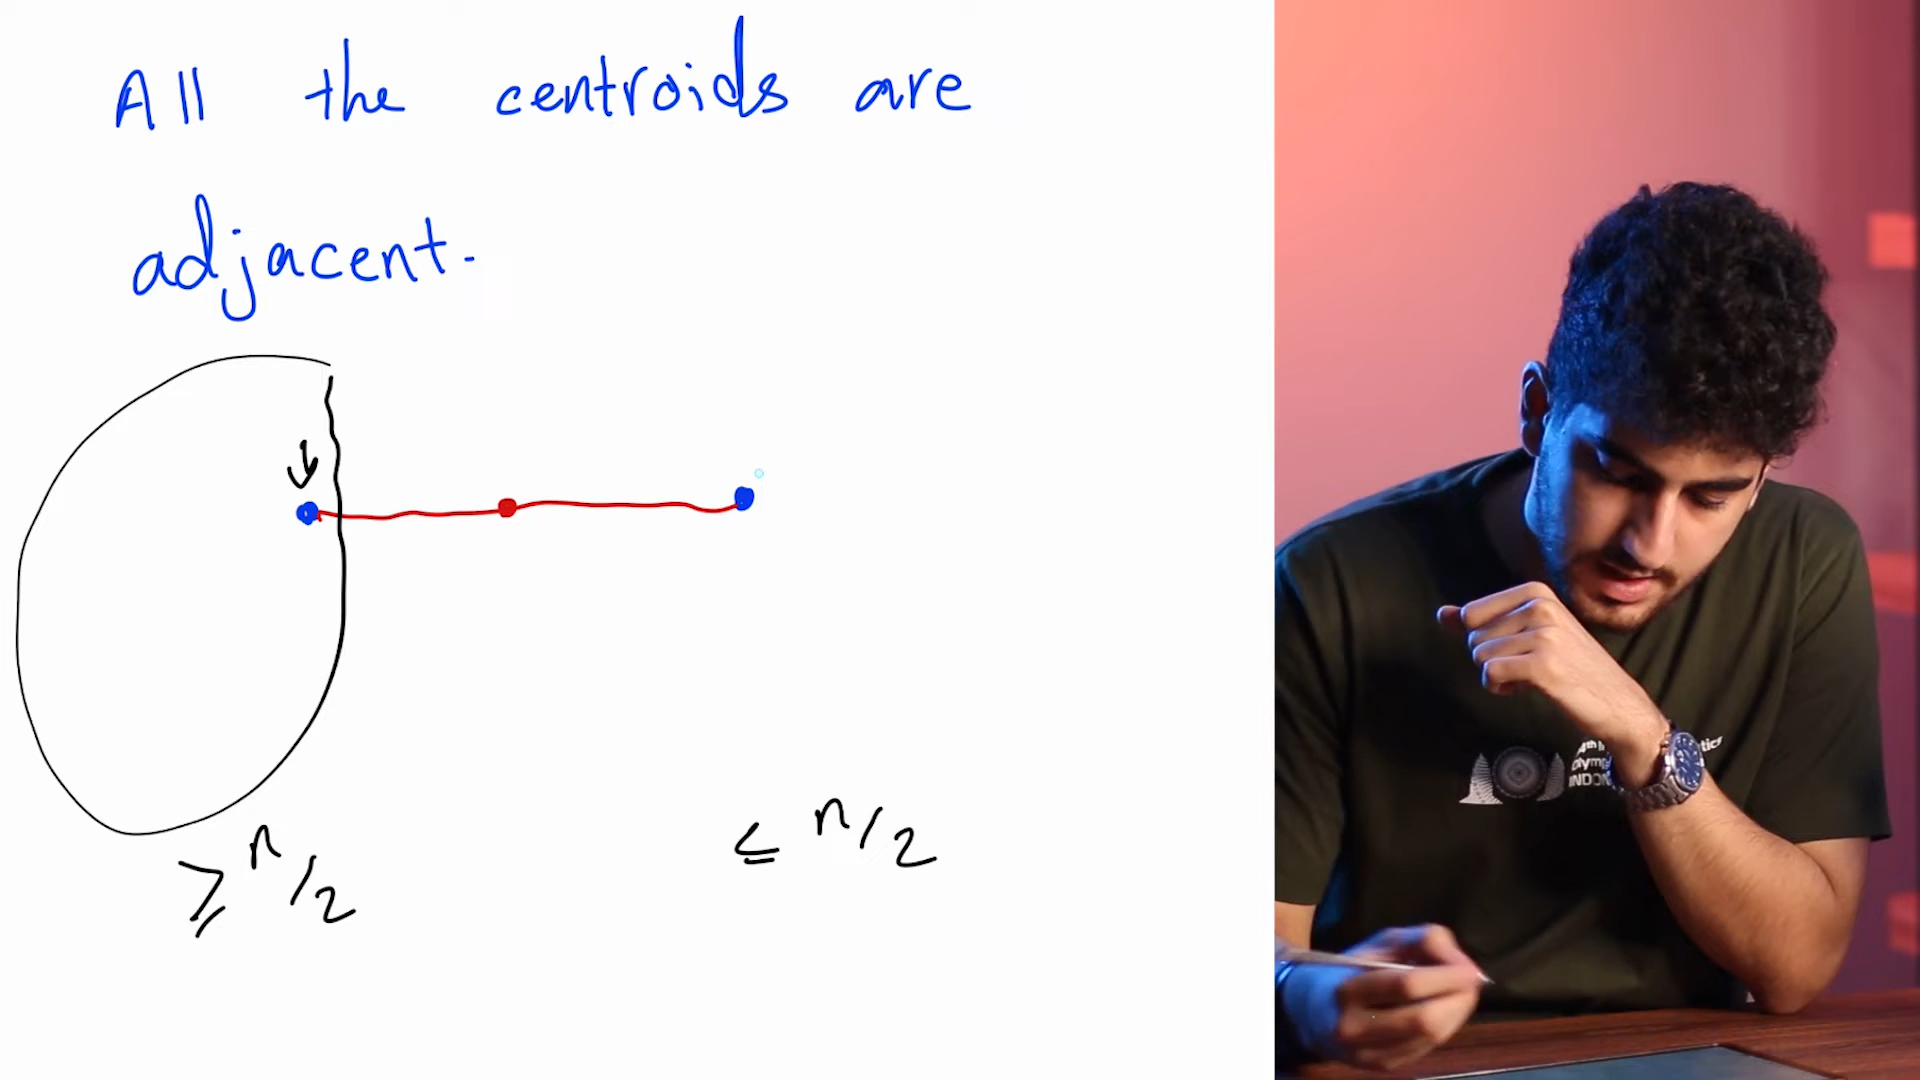 All the centroids are
adjacent.
≥ n/2
≤ n/2